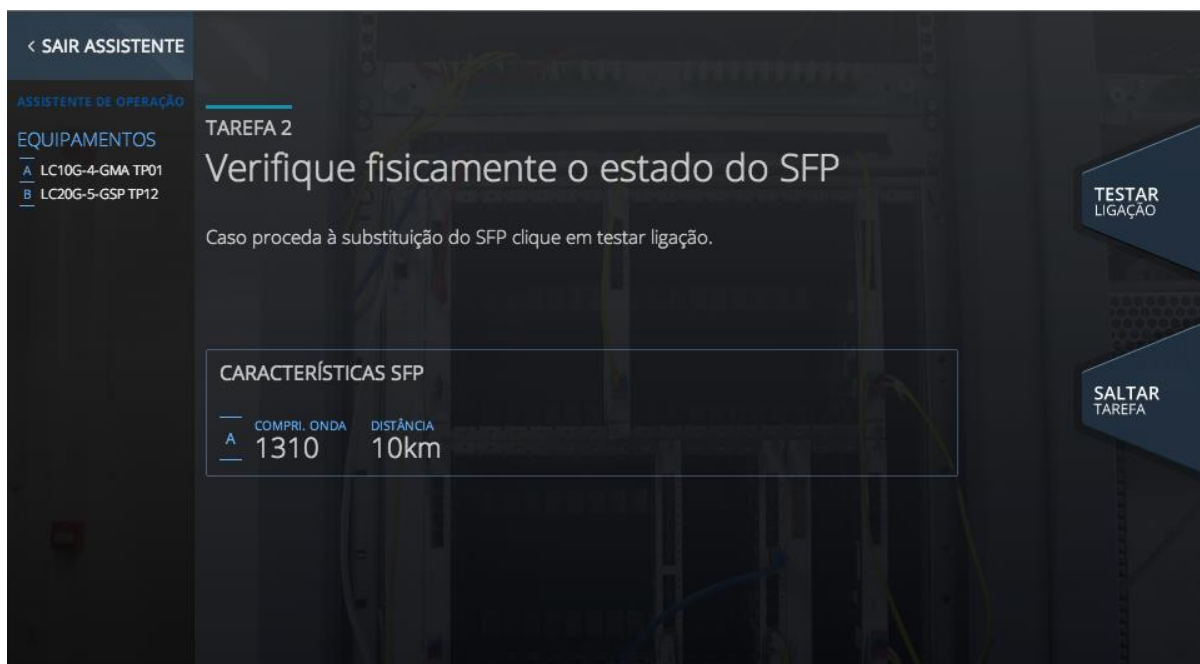 < SAIR ASSISTENTE
ASSISTENTE DE OPERAÇÃO
EQUIPAMENTOS
A LC10G-4-GMA TP01
B LC20G-5-GSP TP12
TAREFA 2
Verifique fisicamente o estado do SFP
Caso proceda à substituição do SFP clique em testar ligação.
CARACTERÍSTICAS SFP
A
COMPRI. ONDA DISTÂNCIA
1310 10km
TESTAR
LIGAÇÃO
SALTAR
TAREFA